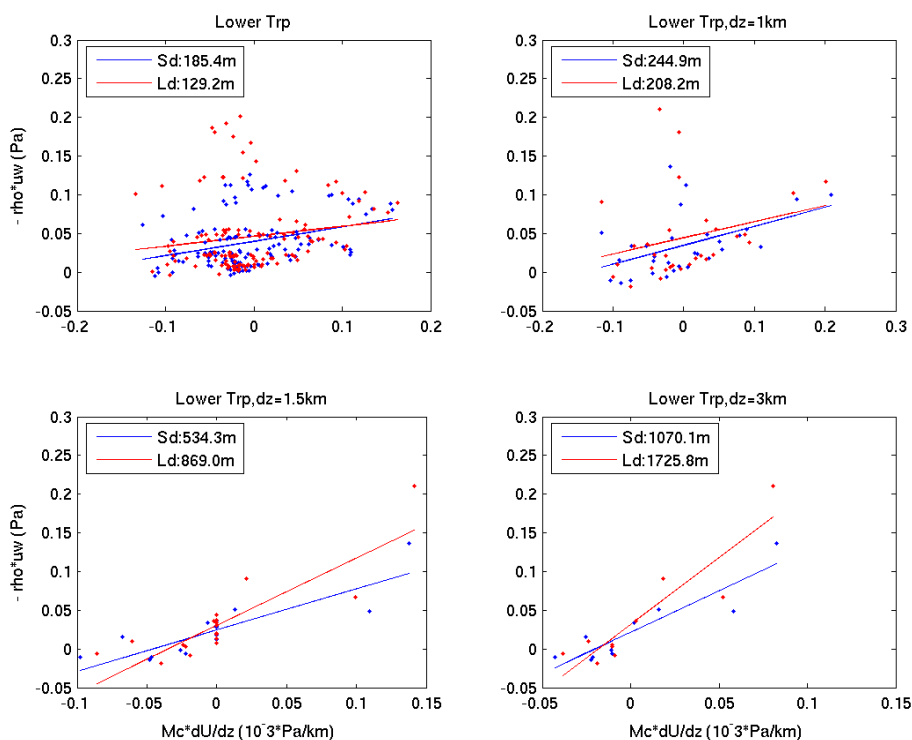 Lower Trp
0.3
0.25
0.2
0.15
0.1
0.05
0
-0.05
- rho*uw (Pa)
Sd:185.4m
Ld:129.2m
-0.2 -0.1 0 0.1 0.2
Lower Trp,dz=1km
0.3
0.25
0.2
0.15
0.1
0.05
0
-0.05
Sd:244.9m
Ld:208.2m
-0.2 -0.1 0 0.1 0.2 0.3
Lower Trp,dz=1.5km
0.3
0.25
0.2
0.15
0.1
0.05
0
-0.05
- rho*uw (Pa)
Sd:534.3m
Ld:869.0m
-0.1 -0.05 0 0.05 0.1 0.15
Mc*dU/dz (10⁻3*Pa/km)
Lower Trp,dz=3km
0.3
0.25
0.2
0.15
0.1
0.05
0
-0.05
Sd:1070.1m
Ld:1725.8m
-0.05 0 0.05 0.1 0.15
Mc*dU/dz (10⁻3*Pa/km)